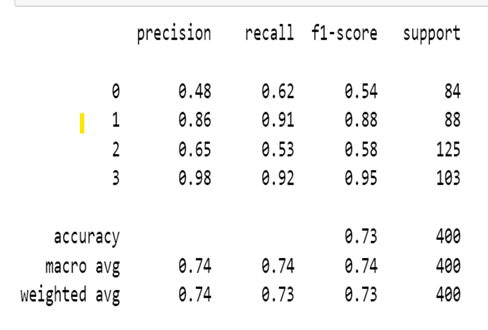 precision recall f1-score support
0 0.48 0.62 0.54 84
1 0.86 0.91 0.88 88
2 0.65 0.53 0.58 125
3 0.98 0.92 0.95 103
accuracy 0.73 400
macro avg 0.74 0.74 0.74 400
weighted avg 0.74 0.73 0.73 400